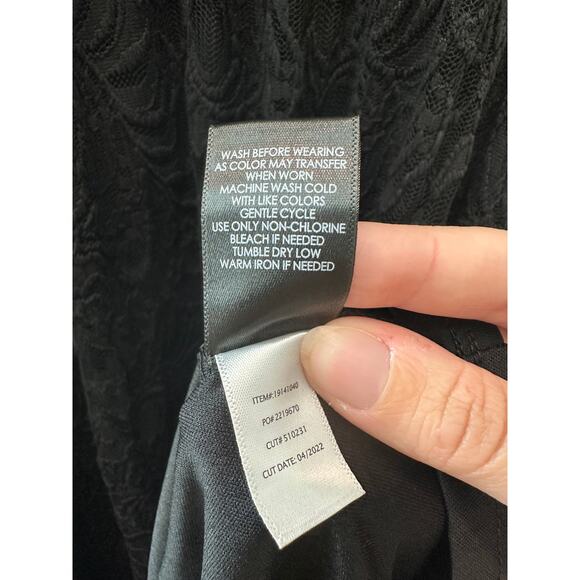 WASH BEFORE WEARING
AS COLOR MAY TRANSFER
WHEN WORN
MACHINE WASH COLD
WITH LIKE COLORS
GENTLE CYCLE
USE ONLY NON-CHLORINE
BLEACH IF NEEDED
TUMBLE DRY LOW
WARM IRON IF NEEDED
ITEM#:19141040
PO# 2219670
CUT# 510231
CUT DATE: 04/2022